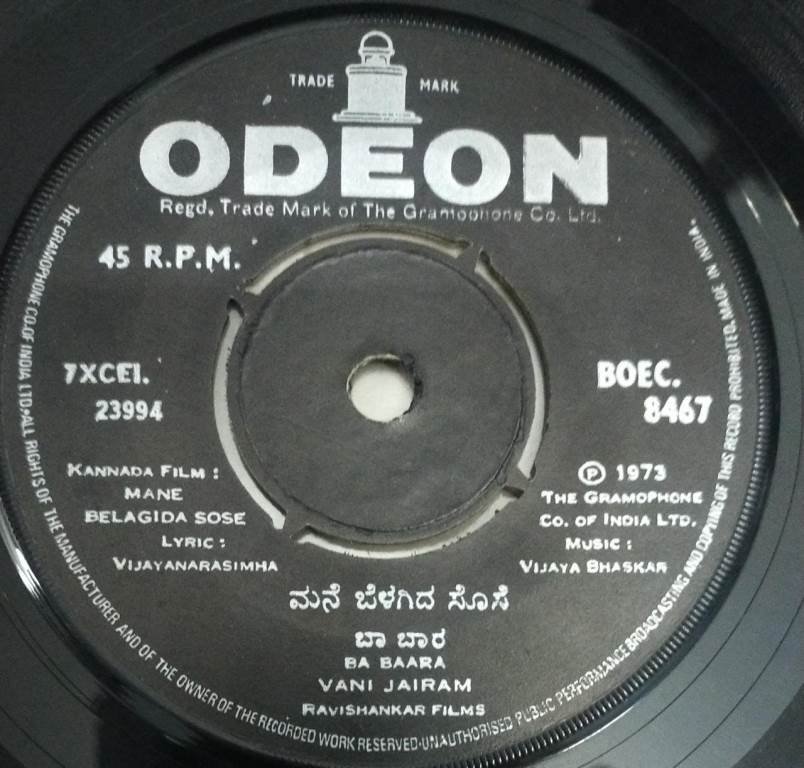 TRADE MARK
ODEON
Regd. Trade Mark of The Gramophone Co. Ltd.
45 R.P.M.
7XCEI.
23994
BOEC.
8467
KANNADA FILM :
MANE
BELAGIDA SOSE
LYRIC :
VIJAYANARASIMHA
Ⓟ 1973
THE GRAMOPHONE
CO. OF INDIA LTD.
MUSIC :
VIJAYA BHASKAR
ಮನೆ ಬೆಳಗಿದ ಸೊಸೆ
ಬಾ ಬಾರ
BA BAARA
VANI JAIRAM
RAVISHANKAR FILMS
THE GRAMOPHONE CO. OF INDIA LTD. ALL RIGHTS OF THE MANUFACTURER AND OF THE OWNER OF THE RECORDED WORK RESERVED·UNAUTHORISED PUBLIC PERFORMANCE BROADCASTING AND COPYING OF THIS RECORD PROHIBITED. MADE IN INDIA.